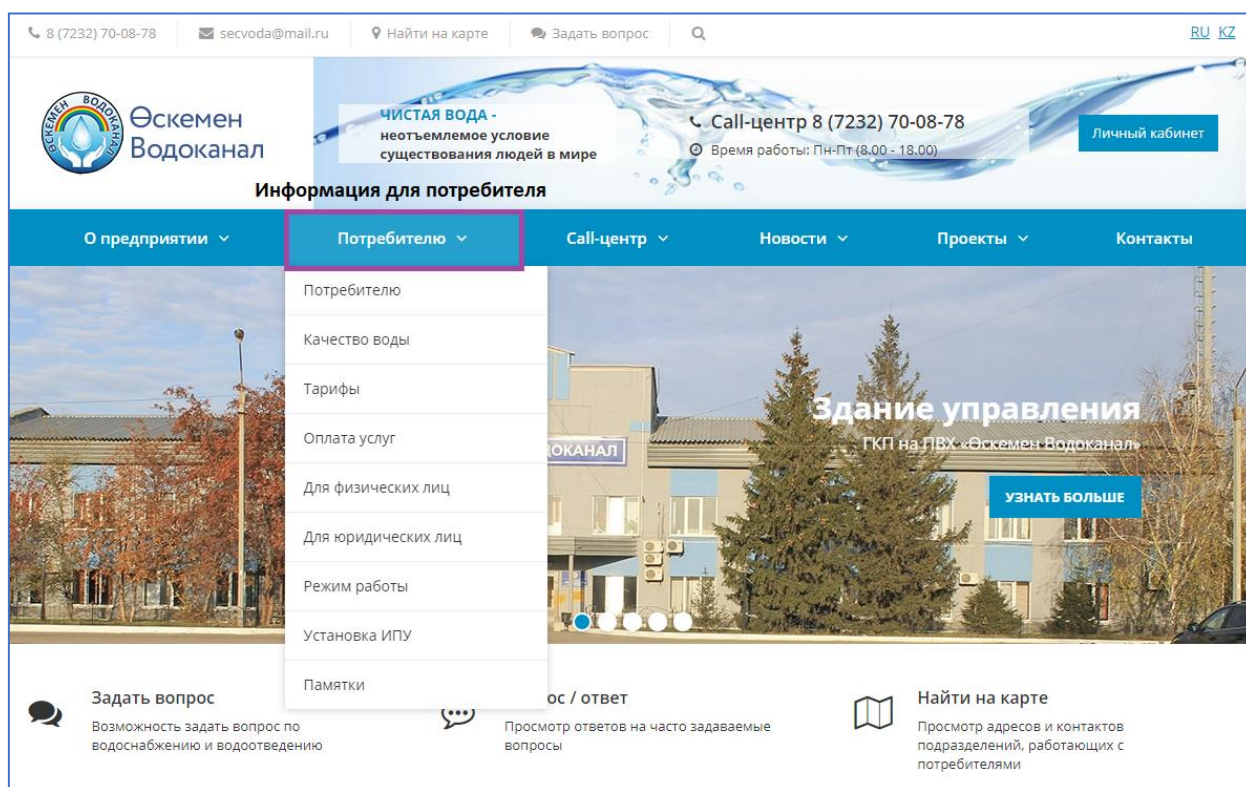 8 (7232) 70-08-78 secvoda@mail.ru Найти на карте Задать вопрос RU KZ
ӨСКЕМЕН ВОДОКАНАЛ
Өскемен
Водоканал
ЧИСТАЯ ВОДА -
неотъемлемое условие
существования людей в мире
Call-центр 8 (7232) 70-08-78
Время работы: Пн-Пт (8.00 - 18.00)
Личный кабинет
Информация для потребителя
О предприятии Потребителю Call-центр Новости Проекты Контакты
Потребителю
Качество воды
Тарифы
Оплата услуг
Для физических лиц
Для юридических лиц
Режим работы
Установка ИПУ
Памятки
ОКАНАЛ
Здание управления
ГКП на ПВХ «Өскемен Водоканал»
УЗНАТЬ БОЛЬШЕ
Задать вопрос
Возможность задать вопрос по
водоснабжению и водоотведению
ос / ответ
Просмотр ответов на часто задаваемые
вопросы
Найти на карте
Просмотр адресов и контактов
подразделений, работающих с
потребителями